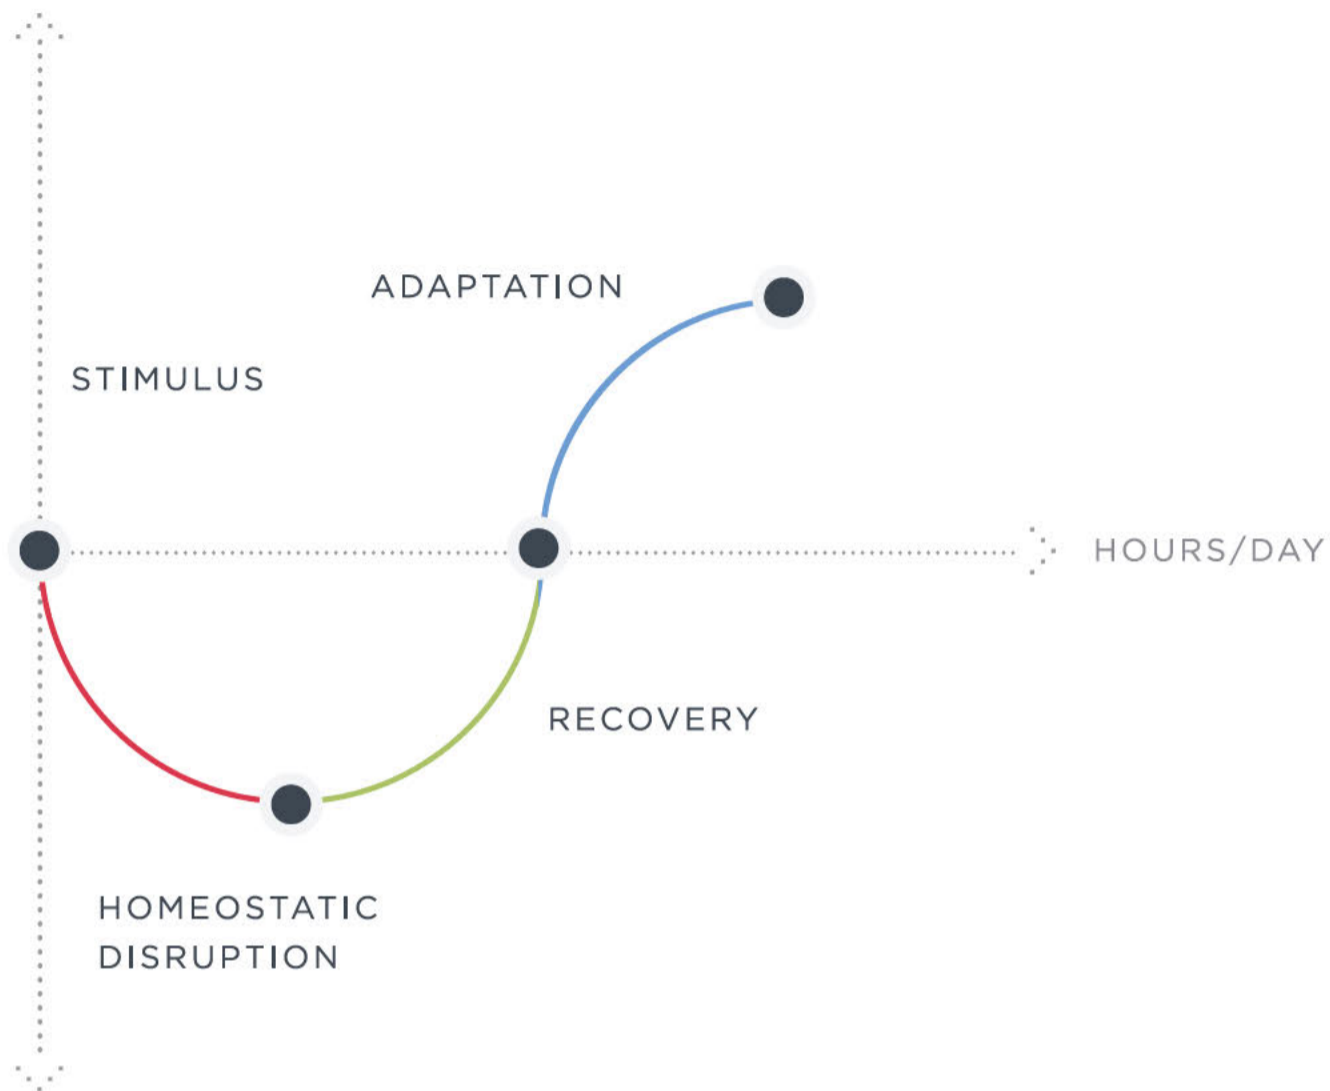 ADAPTATION
STIMULUS
HOURS/DAY
RECOVERY
HOMEOSTATIC
DISRUPTION